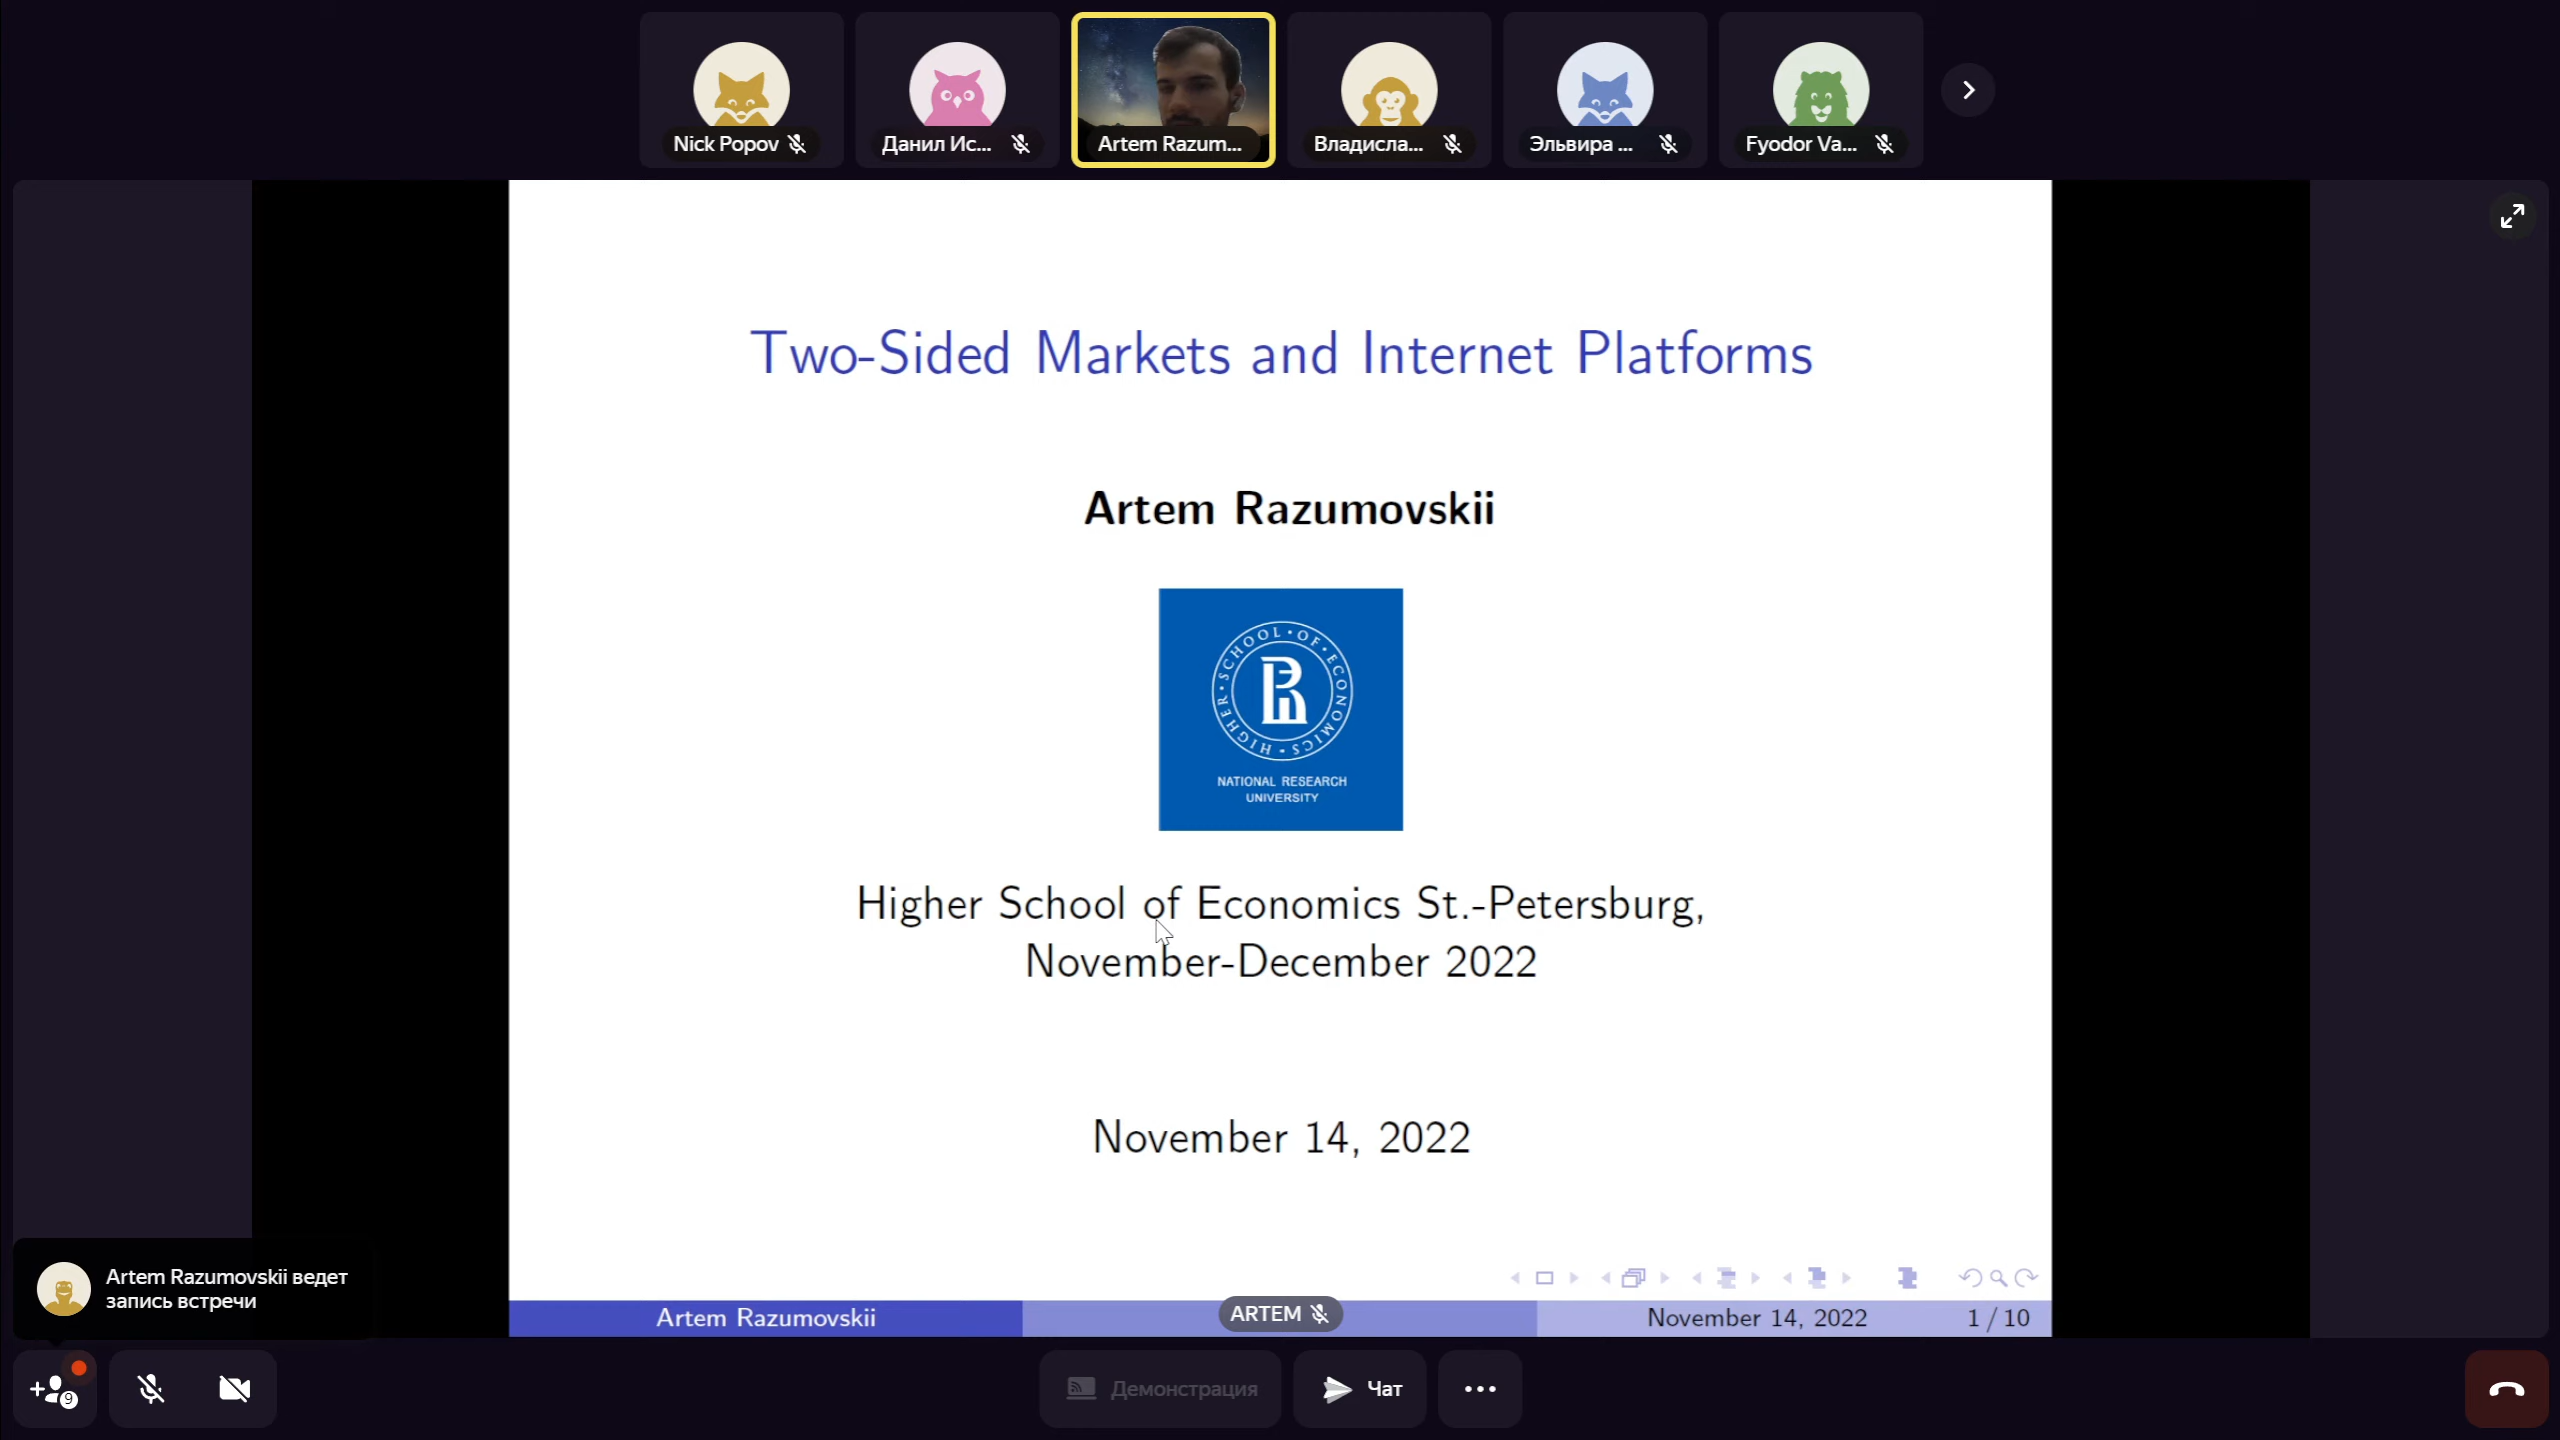 Nick Popov
Данил Ис...
Artem Razum...
Владисла...
Эльвира ...
Fyodor Va...
Two-Sided Markets and Internet Platforms
Artem Razumovskii
HIGHER • SCHOOL • OF • ECONOMICS •
NATIONAL RESEARCH
UNIVERSITY
Higher School of Economics St.-Petersburg,
November-December 2022
November 14, 2022
Artem Razumovskii ведет
запись встречи
Artem Razumovskii
ARTEM
November 14, 2022
1 / 10
9
Демонстрация
Чат